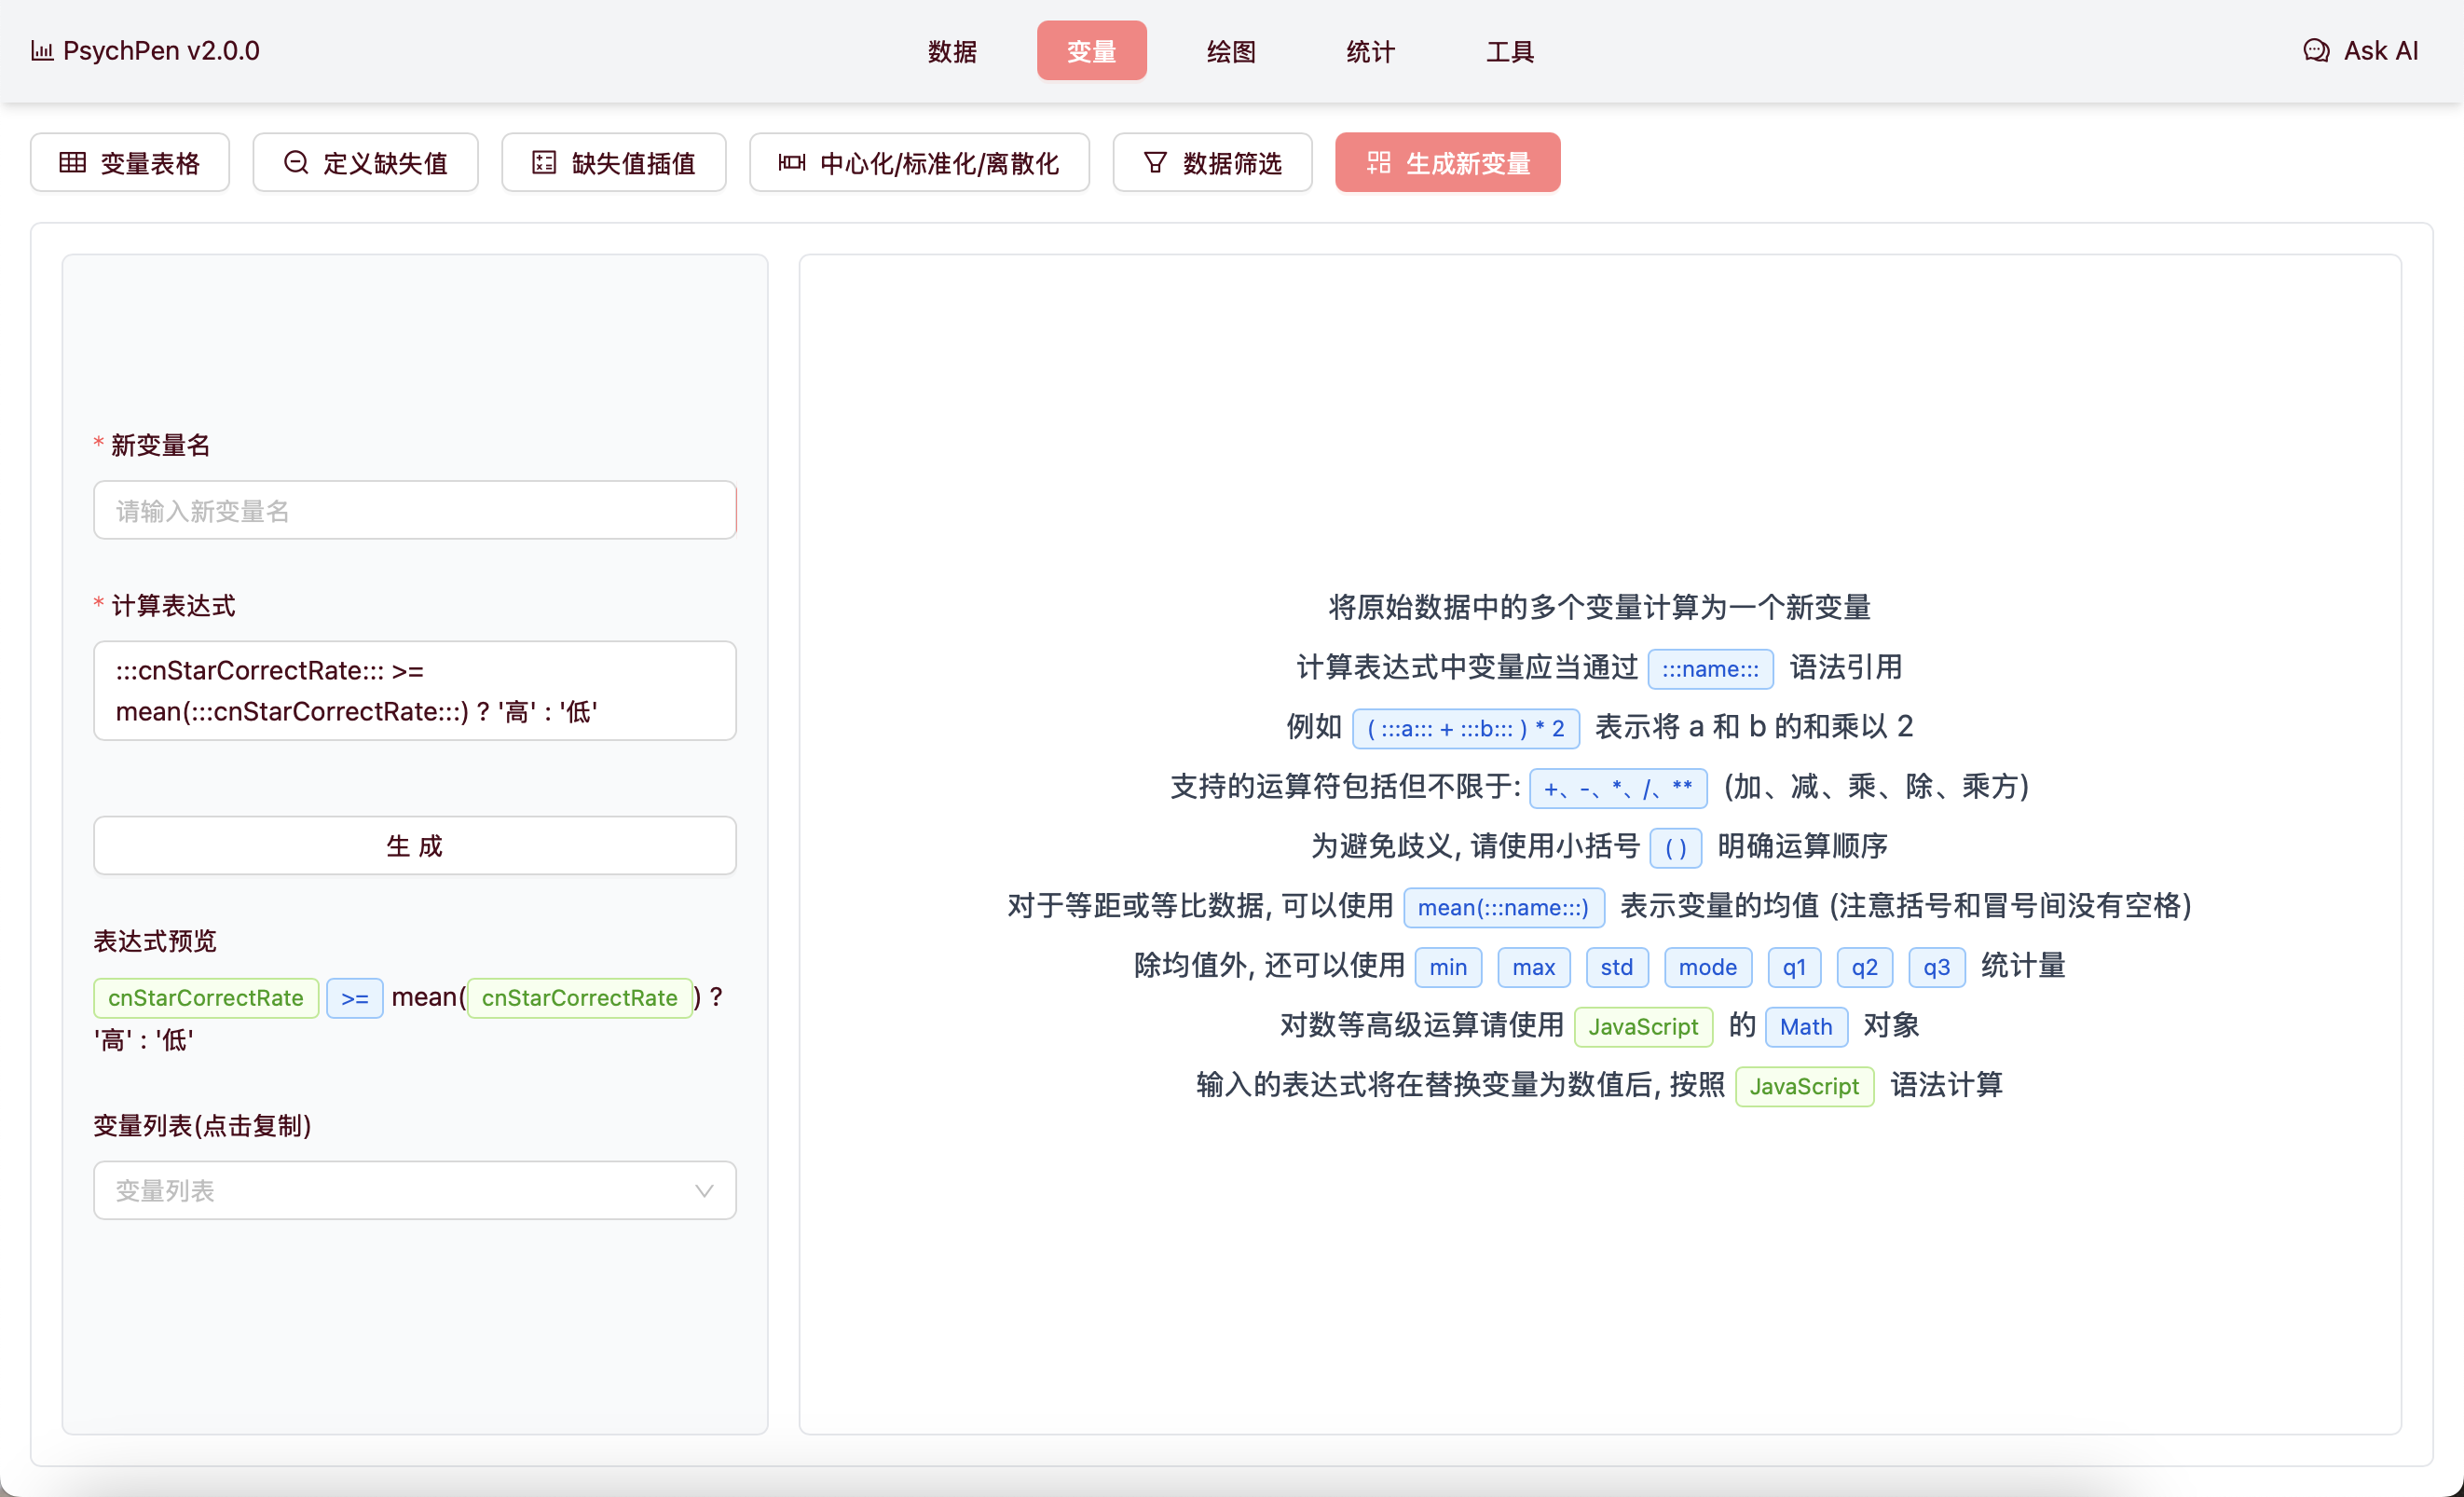 PsychPen v2.0.0
数据
变量
绘图
统计
工具
Ask AI
变量表格
定义缺失值
缺失值插值
中心化/标准化/离散化
数据筛选
生成新变量
* 新变量名
请输入新变量名
* 计算表达式
:::cnStarCorrectRate::: >=
mean(:::cnStarCorrectRate:::) ? '高' : '低'
生 成
表达式预览
cnStarCorrectRate >= mean(cnStarCorrectRate) ?
'高' : '低'
变量列表(点击复制)
变量列表
将原始数据中的多个变量计算为一个新变量
计算表达式中变量应当通过 :::name::: 语法引用
例如 ( :::a::: + :::b::: ) * 2 表示将 a 和 b 的和乘以 2
支持的运算符包括但不限于: +、-、*、/、** (加、减、乘、除、乘方)
为避免歧义, 请使用小括号 ( ) 明确运算顺序
对于等距或等比数据, 可以使用 mean(:::name:::) 表示变量的均值 (注意括号和冒号间没有空格)
除均值外, 还可以使用 min max std mode q1 q2 q3 统计量
对数等高级运算请使用 JavaScript 的 Math 对象
输入的表达式将在替换变量为数值后, 按照 JavaScript 语法计算